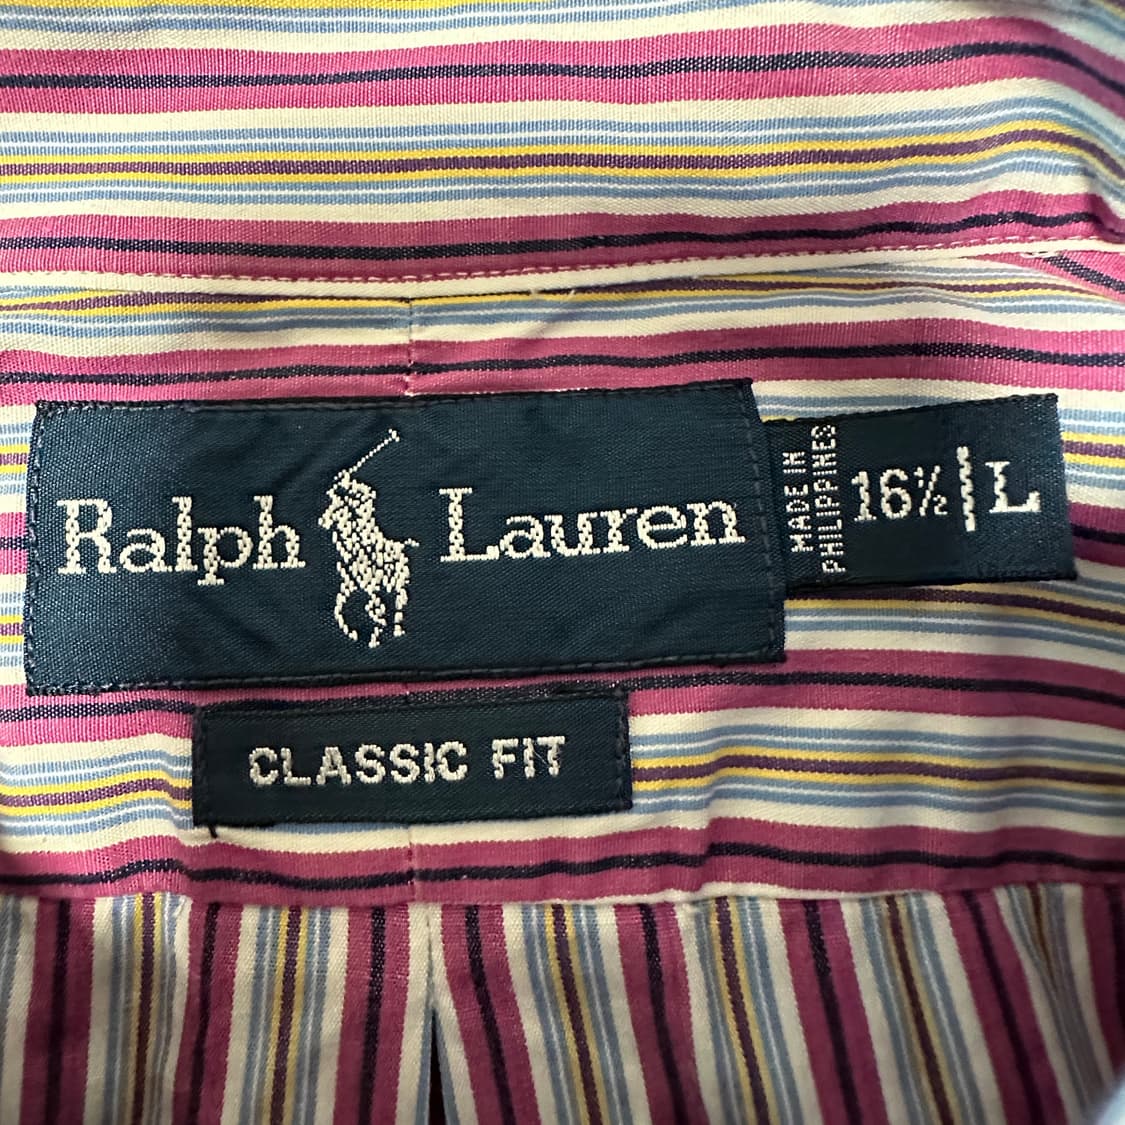 Ralph Lauren
MADE IN
PHILIPPINES
16½ L
CLASSIC FIT